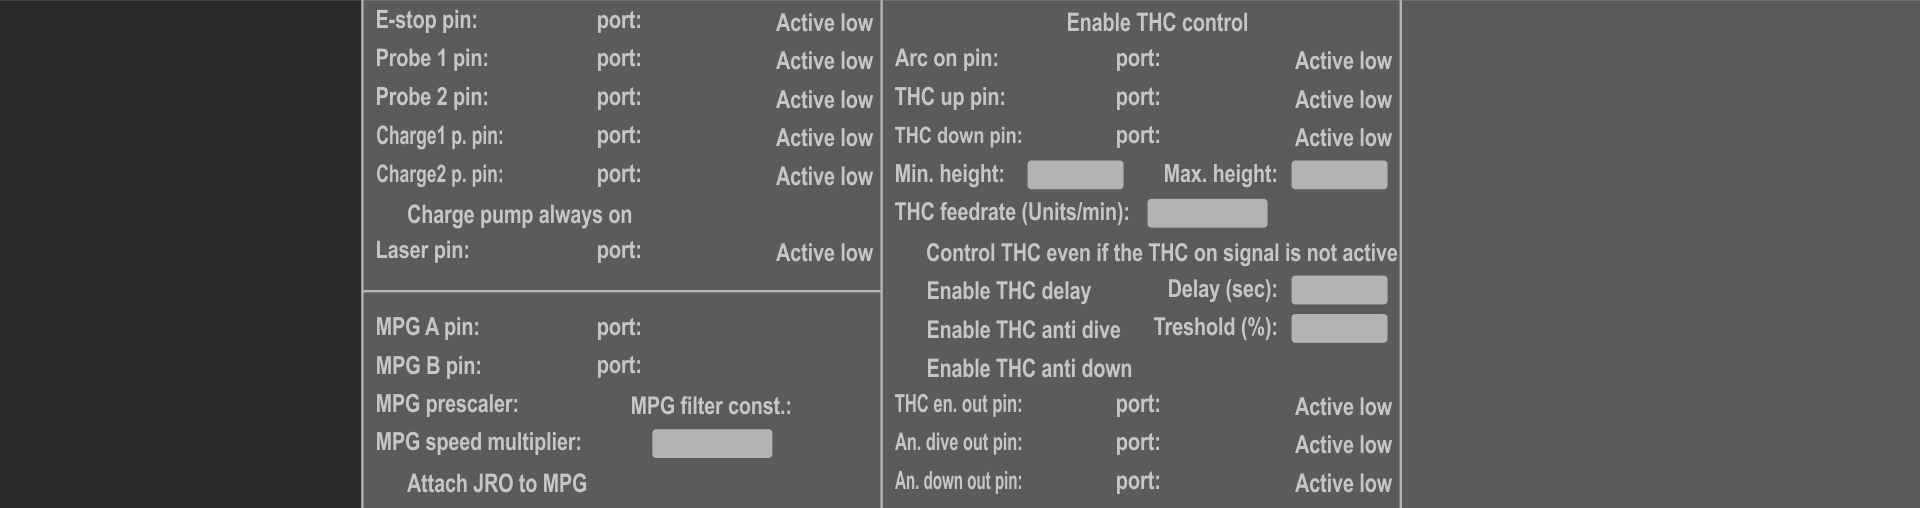 E-stop pin: port: Active low
Probe 1 pin: port: Active low
Probe 2 pin: port: Active low
Charge1 p. pin: port: Active low
Charge2 p. pin: port: Active low
Charge pump always on
Laser pin: port: Active low
MPG A pin: port:
MPG B pin: port:
MPG prescaler: MPG filter const.:
MPG speed multiplier:
Attach JRO to MPG
Enable THC control
Arc on pin: port: Active low
THC up pin: port: Active low
THC down pin: port: Active low
Min. height: Max. height:
THC feedrate (Units/min):
Control THC even if the THC on signal is not active
Enable THC delay Delay (sec):
Enable THC anti dive Treshold (%):
Enable THC anti down
THC en. out pin: port: Active low
An. dive out pin: port: Active low
An. down out pin: port: Active low